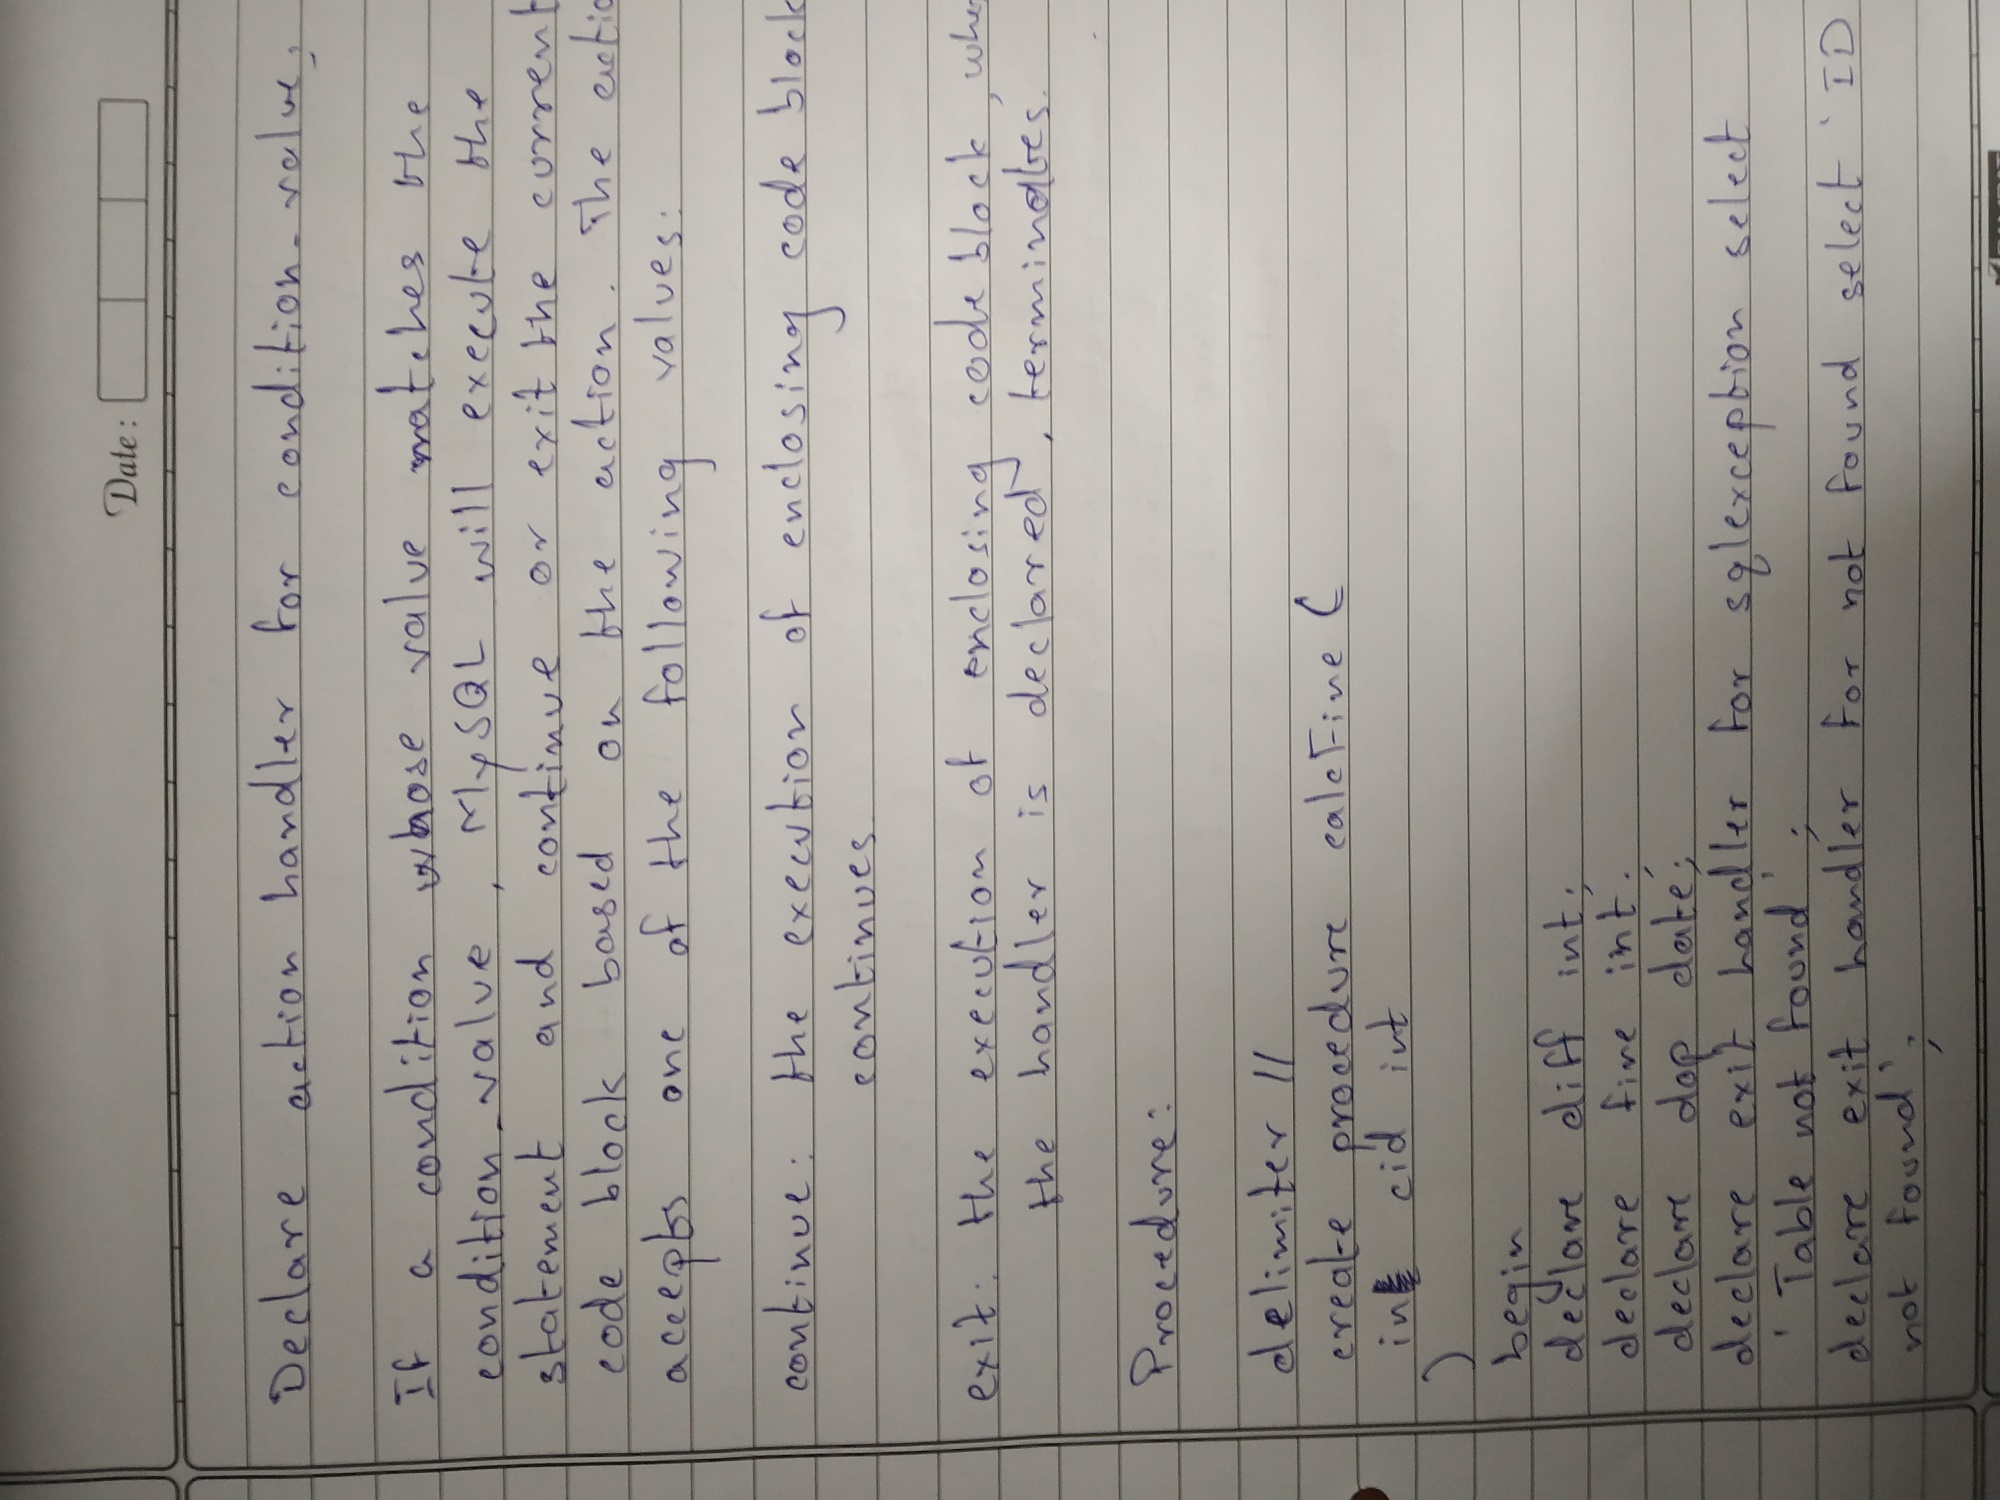 Date:
Declare action handler for condition-value;
If a condition whose value matches the
condition-value, MySQL will execute the
statement and continue or exit the current
code block based on the action. The
accepts one of the following values:
continue: the execution of enclosing code block
continues
exit: the execution of enclosing code block,
the handler is declared, terminates.
Procedure:
delimiter //
create procedure calcFine (
in cid int
)
begin
declare diff int;
declare fine int;
declare dop date;
declare exit handler for sqlexception select
'Table not found';
declare exit handler for not found select 'ID
not found';